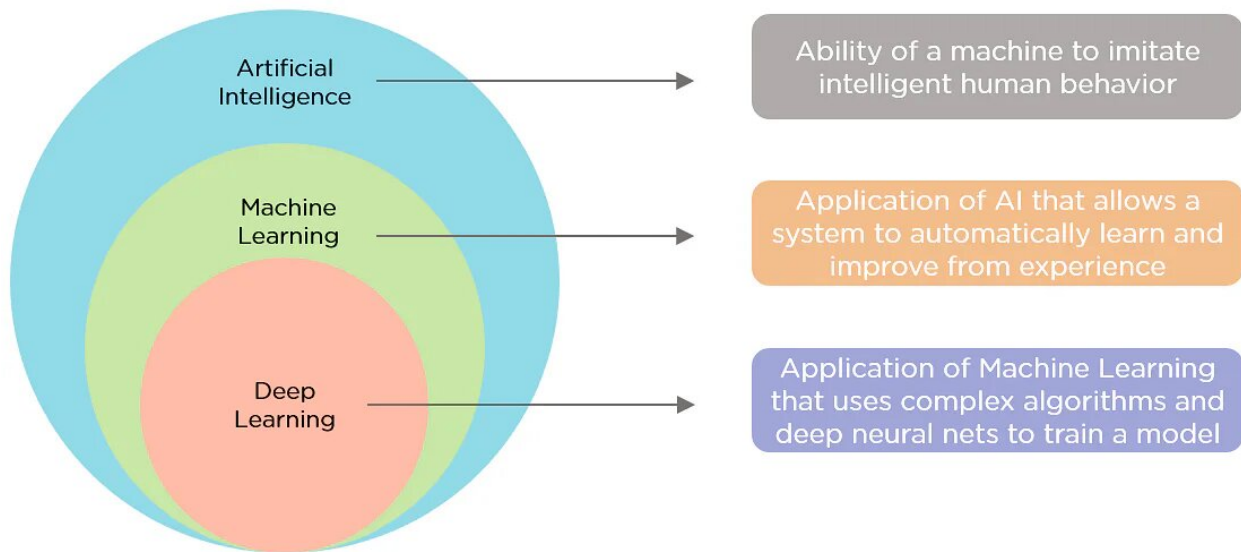 Artificial
Intelligence
Ability of a machine to imitate
intelligent human behavior
Machine
Learning
Application of AI that allows a
system to automatically learn and
improve from experience
Deep
Learning
Application of Machine Learning
that uses complex algorithms and
deep neural nets to train a model